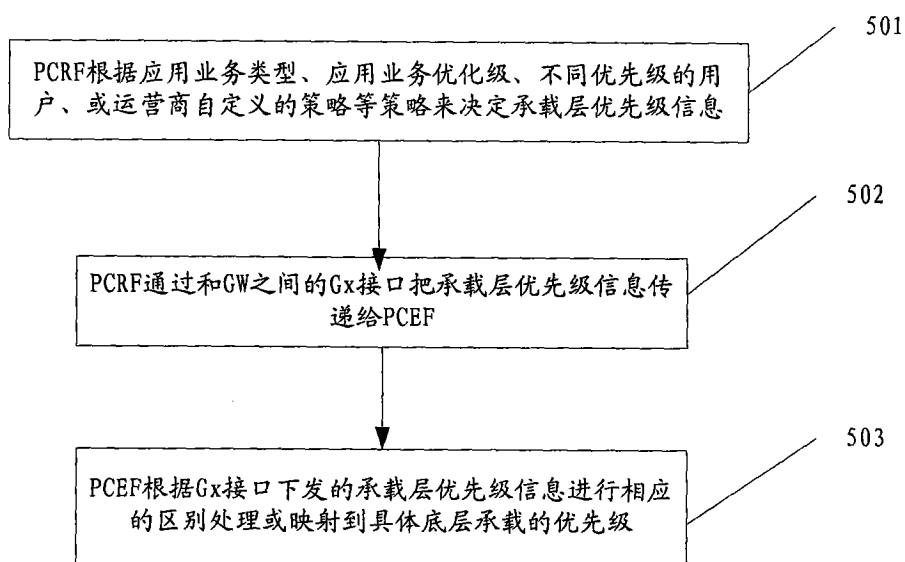 501
PCRF根据应用业务类型、应用业务优化级、不同优先级的用
户、或运营商自定义的策略等策略来决定承载层优先级信息
502
PCRF通过和GW之间的Gx接口把承载层优先级信息传
递给PCEF
503
PCEF根据Gx接口下发的承载层优先级信息进行相应
的区别处理或映射到具体底层承载的优先级